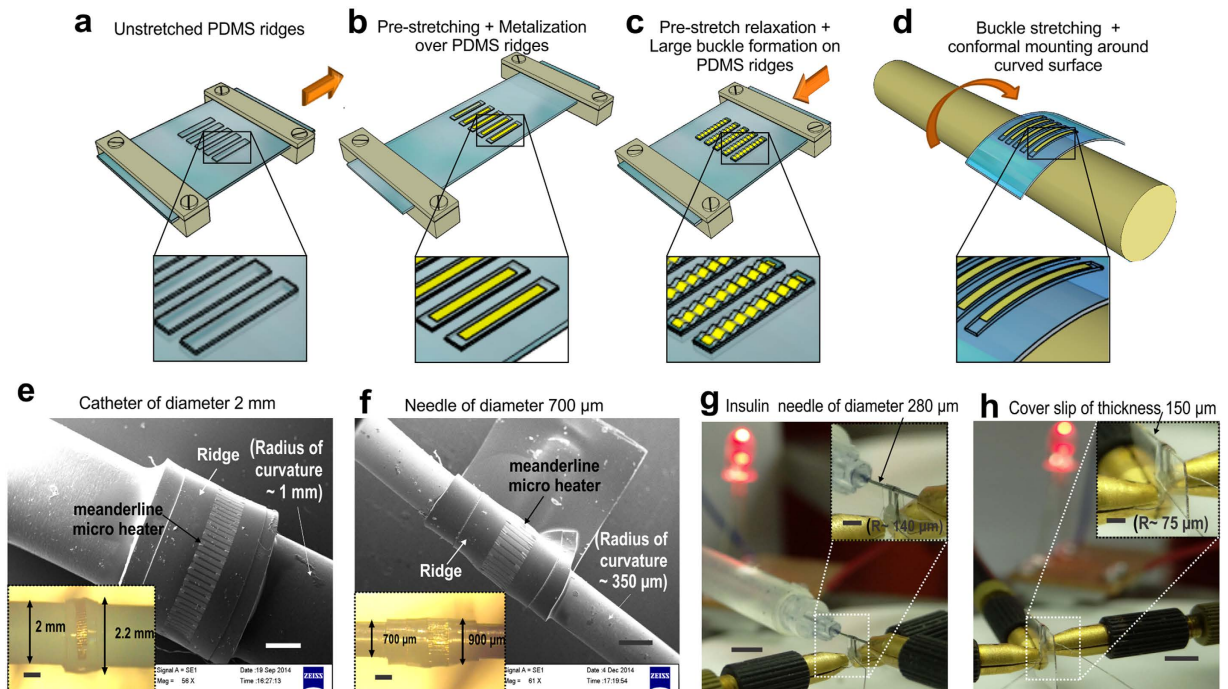 a
Unstretched PDMS ridges
b
Pre-stretching + Metalization
over PDMS ridges
c
Pre-stretch relaxation +
Large buckle formation on
PDMS ridges
d
Buckle stretching +
conformal mounting around
curved surface
e
Catheter of diameter 2 mm
Ridge
(Radius of
curvature
~ 1 mm)
meanderline
micro heater
2 mm
2.2 mm
Signal A = SE1
Date :19 Sep 2014
Mag = 56 X
Time :16:27:13
ZEISS
f
Needle of diameter 700 µm
meanderline
micro heater
Ridge
(Radius of
curvature
~ 350 µm)
700 µm
900 µm
Signal A = SE1
Date :4 Dec 2014
Mag = 61 X
Time :17:19:54
ZEISS
g
Insulin needle of diameter 280 µm
(R~ 140 µm)
h
Cover slip of thickness 150 µm
(R~ 75 µm)